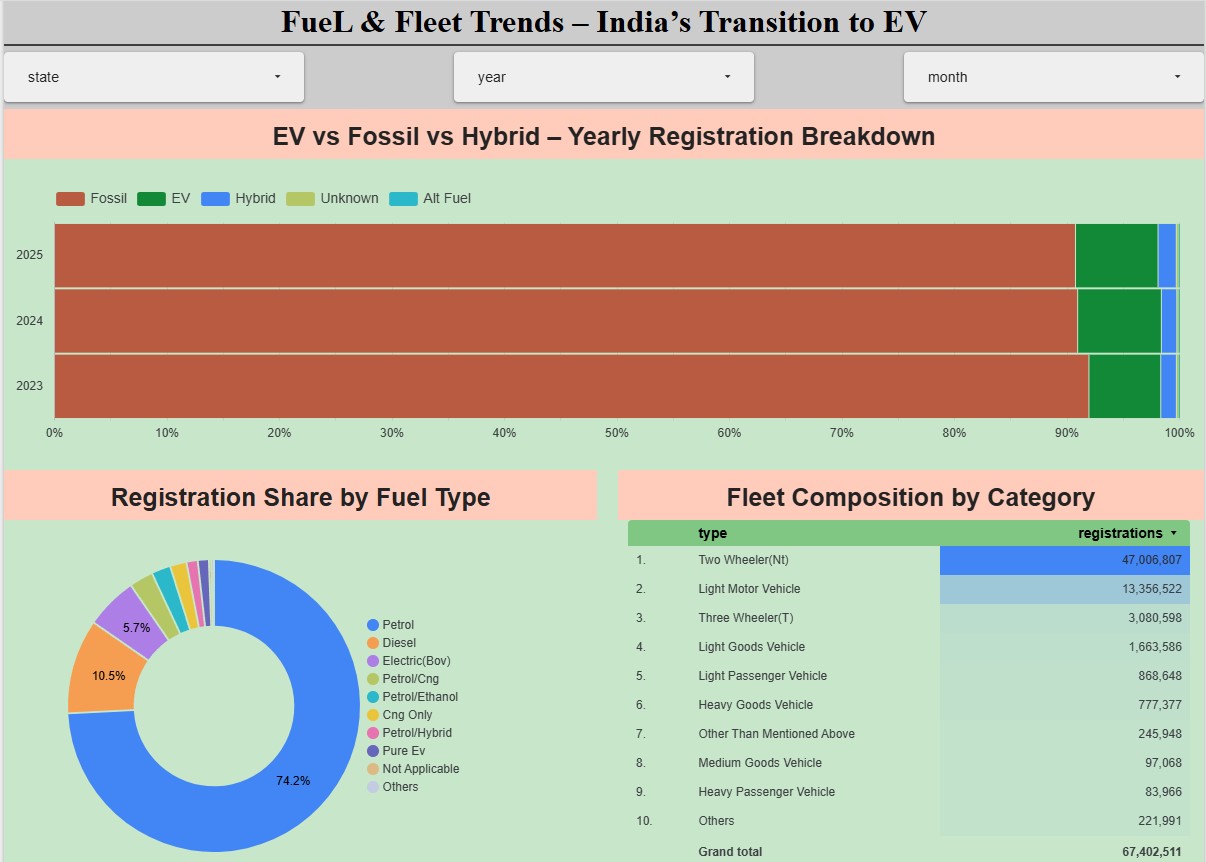 FueL & Fleet Trends – India’s Transition to EV
state
year
month
EV vs Fossil vs Hybrid – Yearly Registration Breakdown
Fossil EV Hybrid Unknown Alt Fuel
2025
2024
2023
0% 10% 20% 30% 40% 50% 60% 70% 80% 90% 100%
Registration Share by Fuel Type
5.7%
10.5%
74.2%
Petrol
Diesel
Electric(Bov)
Petrol/Cng
Petrol/Ethanol
Cng Only
Petrol/Hybrid
Pure Ev
Not Applicable
Others
Fleet Composition by Category
type registrations
1. Two Wheeler(Nt) 47,006,807
2. Light Motor Vehicle 13,356,522
3. Three Wheeler(T) 3,080,598
4. Light Goods Vehicle 1,663,586
5. Light Passenger Vehicle 868,648
6. Heavy Goods Vehicle 777,377
7. Other Than Mentioned Above 245,948
8. Medium Goods Vehicle 97,068
9. Heavy Passenger Vehicle 83,966
10. Others 221,991
Grand total 67,402,511